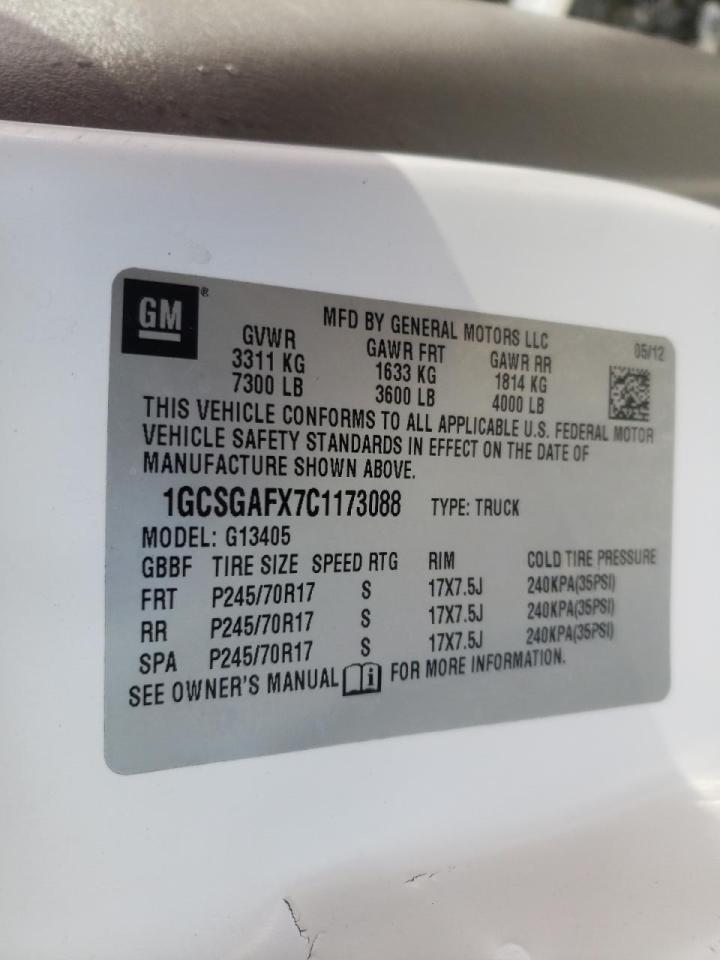 GM®
MFD BY GENERAL MOTORS LLC
05/12
GVWR GAWR FRT GAWR RR
3311 KG 1633 KG 1814 KG
7300 LB 3600 LB 4000 LB
THIS VEHICLE CONFORMS TO ALL APPLICABLE U.S. FEDERAL MOTOR
VEHICLE SAFETY STANDARDS IN EFFECT ON THE DATE OF
MANUFACTURE SHOWN ABOVE.
1GCSGAFX7C1173088 TYPE: TRUCK
MODEL: G13405
GBBF TIRE SIZE SPEED RTG RIM COLD TIRE PRESSURE
FRT P245/70R17 S 17X7.5J 240KPA(35PSI)
RR P245/70R17 S 17X7.5J 240KPA(35PSI)
SPA P245/70R17 S 17X7.5J 240KPA(35PSI)
SEE OWNER'S MANUAL i FOR MORE INFORMATION.